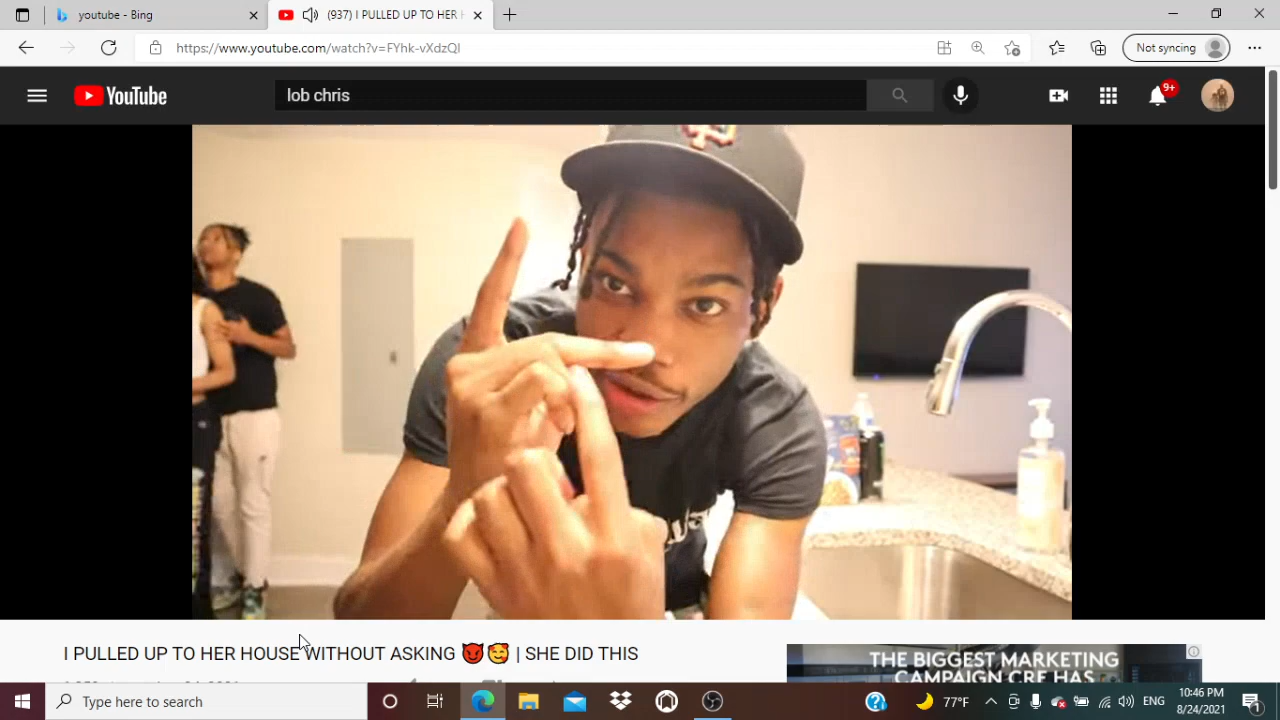 youtube - Bing
(937) I PULLED UP TO HER H
https://www.youtube.com/watch?v=FYhk-vXdzQI
Not syncing
YouTube
lob chris
9+
I PULLED UP TO HER HOUSE WITHOUT ASKING 😈🥰 | SHE DID THIS
THE BIGGEST MARKETING
CAMPAIGN CRE HAS
Type here to search
77°F
ENG
10:46 PM
8/24/2021
1